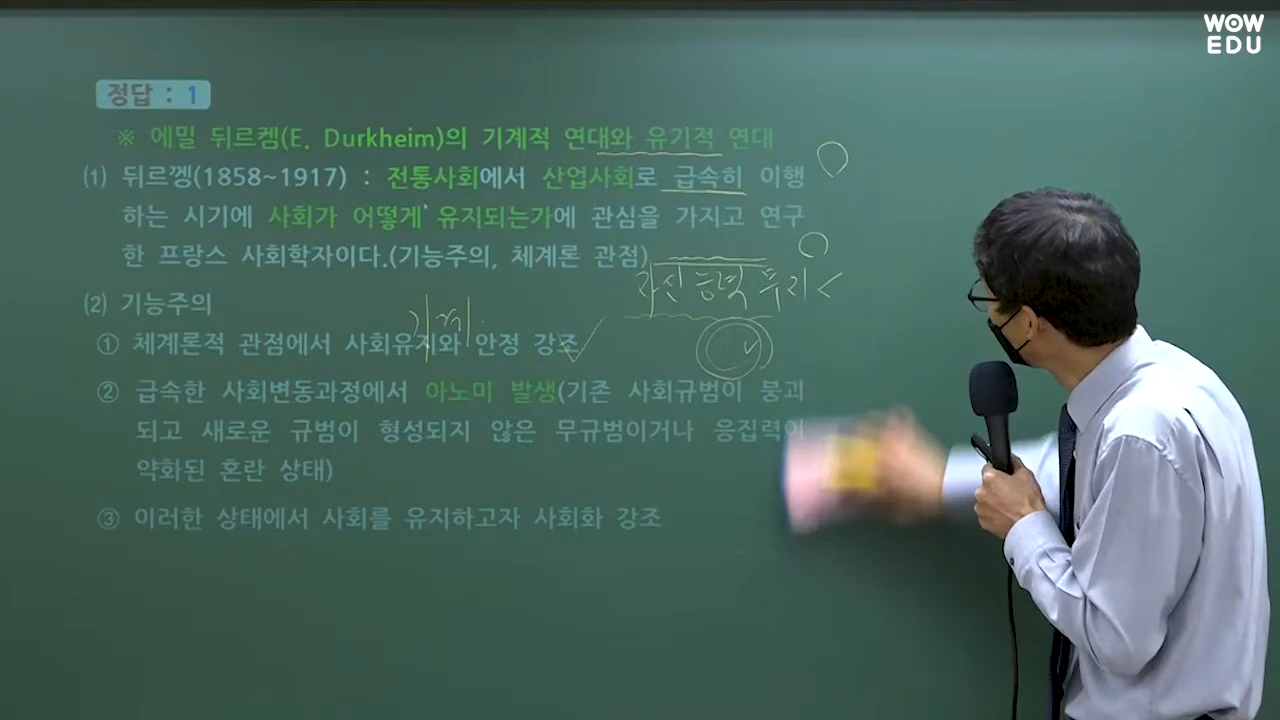 WOW
EDU
정답 : 1
※ 에밀 뒤르켐(E. Durkheim)의 기계적 연대와 유기적 연대
(1) 뒤르껭(1858~1917) : 전통사회에서 산업사회로 급속히 이행
하는 시기에 사회가 어떻게 유지되는가에 관심을 가지고 연구
한 프랑스 사회학자이다.(기능주의, 체계론 관점)
(2) 기능주의
① 체계론적 관점에서 사회유지와 안정 강조
② 급속한 사회변동과정에서 아노미 발생(기존 사회규범이 붕괴
되고 새로운 규범이 형성되지 않은 무규범이거나 응집력이
약화된 혼란 상태)
③ 이러한 상태에서 사회를 유지하고자 사회화 강조